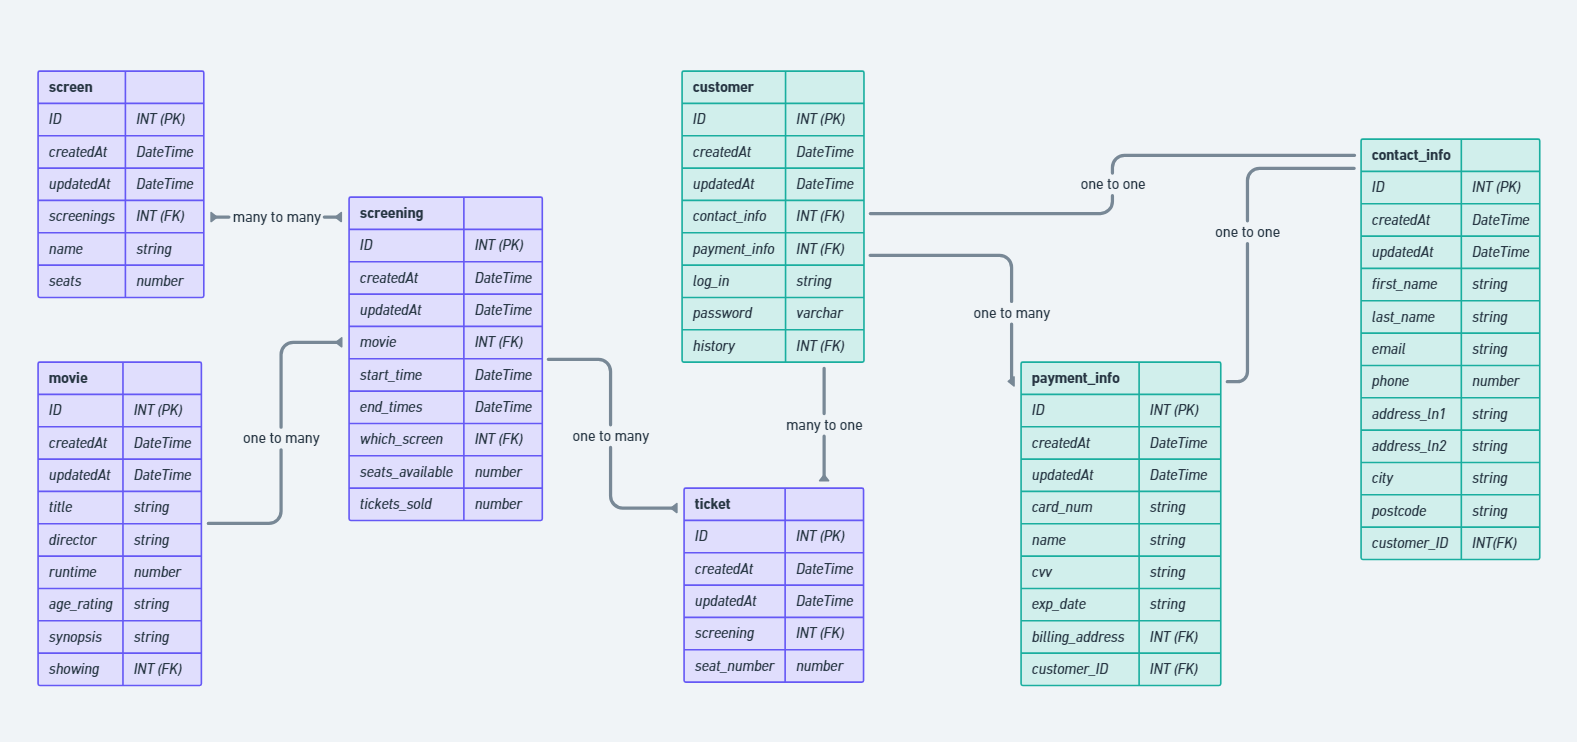 screen
ID INT (PK)
createdAt DateTime
updatedAt DateTime
screenings INT (FK)
name string
seats number
many to many
movie
ID INT (PK)
createdAt DateTime
updatedAt DateTime
title string
director string
runtime number
age_rating string
synopsis string
showing INT (FK)
one to many
screening
ID INT (PK)
createdAt DateTime
updatedAt DateTime
movie INT (FK)
start_time DateTime
end_times DateTime
which_screen INT (FK)
seats_available number
tickets_sold number
one to many
customer
ID INT (PK)
createdAt DateTime
updatedAt DateTime
contact_info INT (FK)
payment_info INT (FK)
log_in string
password varchar
history INT (FK)
many to one
ticket
ID INT (PK)
createdAt DateTime
updatedAt DateTime
screening INT (FK)
seat_number number
one to one
one to many
one to one
payment_info
ID INT (PK)
createdAt DateTime
updatedAt DateTime
card_num string
name string
cvv string
exp_date string
billing_address INT (FK)
customer_ID INT (FK)
contact_info
ID INT (PK)
createdAt DateTime
updatedAt DateTime
first_name string
last_name string
email string
phone number
address_ln1 string
address_ln2 string
city string
postcode string
customer_ID INT(FK)